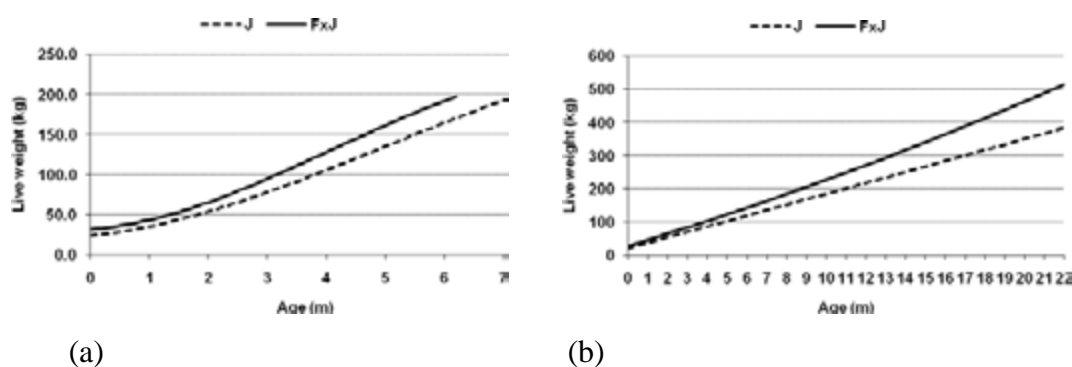 J FxJ
250.0
200.0
150.0
100.0
50.0
0.0
Live weight (kg)
0 1 2 3 4 5 6 7
Age (m)
(a)
J FxJ
600
500
400
300
200
100
0
Live weight (kg)
0 1 2 3 4 5 6 7 8 9 10 11 12 13 14 15 16 17 18 19 20 21 22
Age (m)
(b)